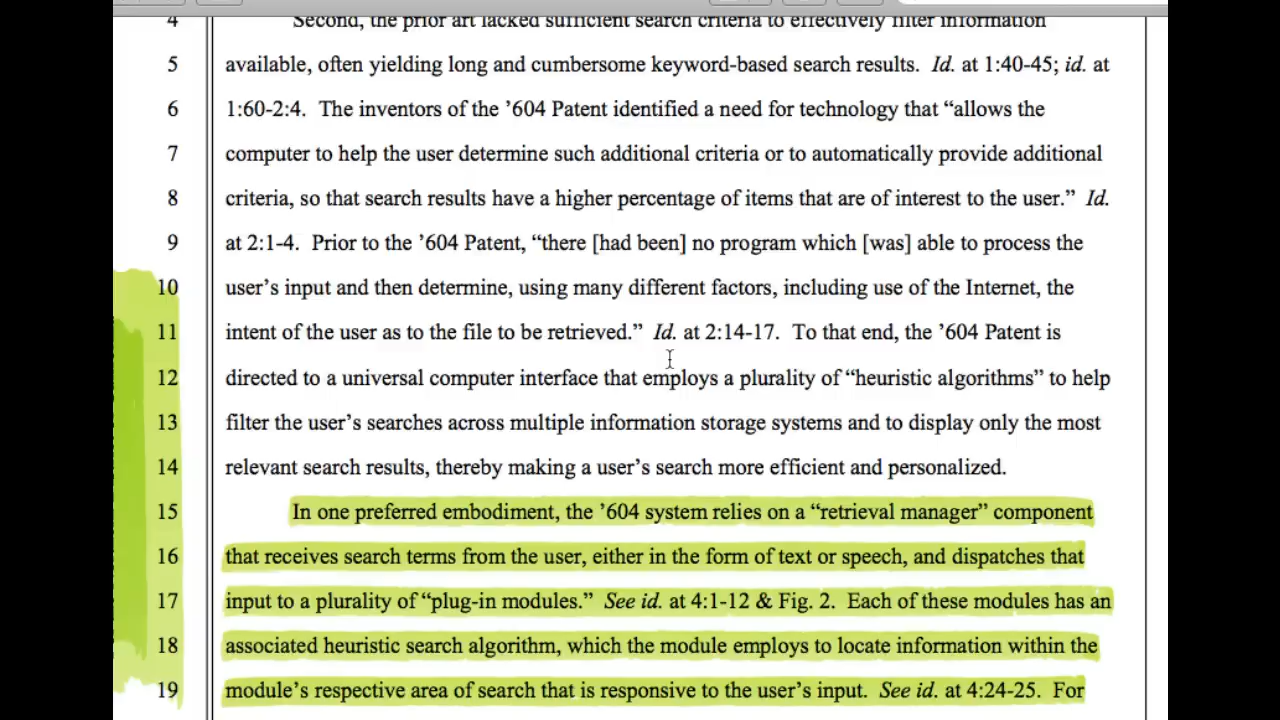 4 Second, the prior art lacked sufficient search criteria to effectively filter information
5 available, often yielding long and cumbersome keyword-based search results. Id. at 1:40-45; id. at
6 1:60-2:4. The inventors of the ’604 Patent identified a need for technology that “allows the
7 computer to help the user determine such additional criteria or to automatically provide additional
8 criteria, so that search results have a higher percentage of items that are of interest to the user.” Id.
9 at 2:1-4. Prior to the ’604 Patent, “there [had been] no program which [was] able to process the
10 user’s input and then determine, using many different factors, including use of the Internet, the
11 intent of the user as to the file to be retrieved.” Id. at 2:14-17. To that end, the ’604 Patent is
12 directed to a universal computer interface that employs a plurality of “heuristic algorithms” to help
13 filter the user’s searches across multiple information storage systems and to display only the most
14 relevant search results, thereby making a user’s search more efficient and personalized.
15 In one preferred embodiment, the ’604 system relies on a “retrieval manager” component
16 that receives search terms from the user, either in the form of text or speech, and dispatches that
17 input to a plurality of “plug-in modules.” See id. at 4:1-12 & Fig. 2. Each of these modules has an
18 associated heuristic search algorithm, which the module employs to locate information within the
19 module’s respective area of search that is responsive to the user’s input. See id. at 4:24-25. For